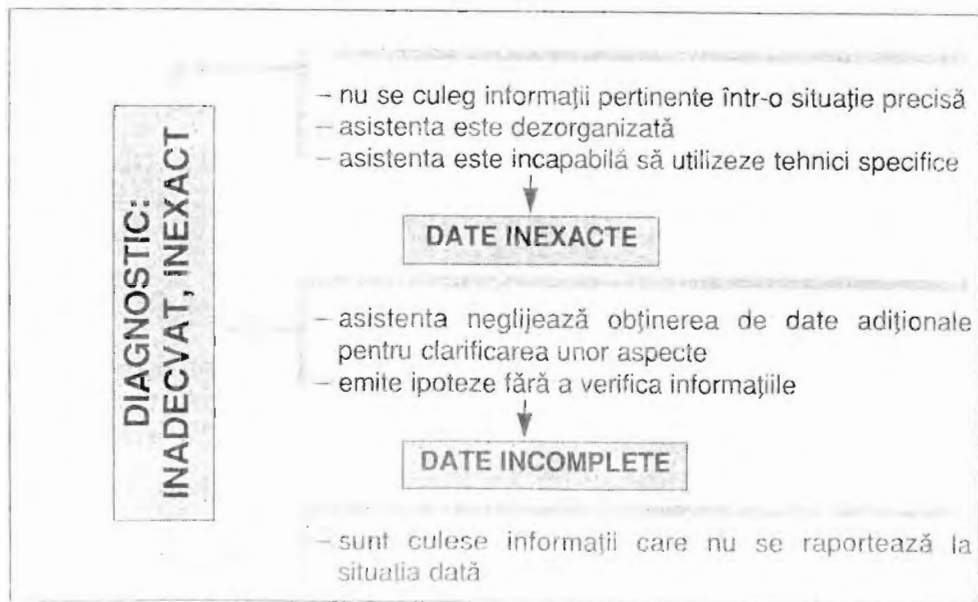 DIAGNOSTIC:
INADECVAT, INEXACT
– nu se culeg informații pertinente într-o situație precisă
– asistenta este dezorganizată
– asistenta este incapabilă să utilizeze tehnici specifice
DATE INEXACTE
– asistenta neglijează obținerea de date adiționale
pentru clarificarea unor aspecte
– emite ipoteze fără a verifica informațiile
DATE INCOMPLETE
– sunt culese informații care nu se raportează la
situația dată